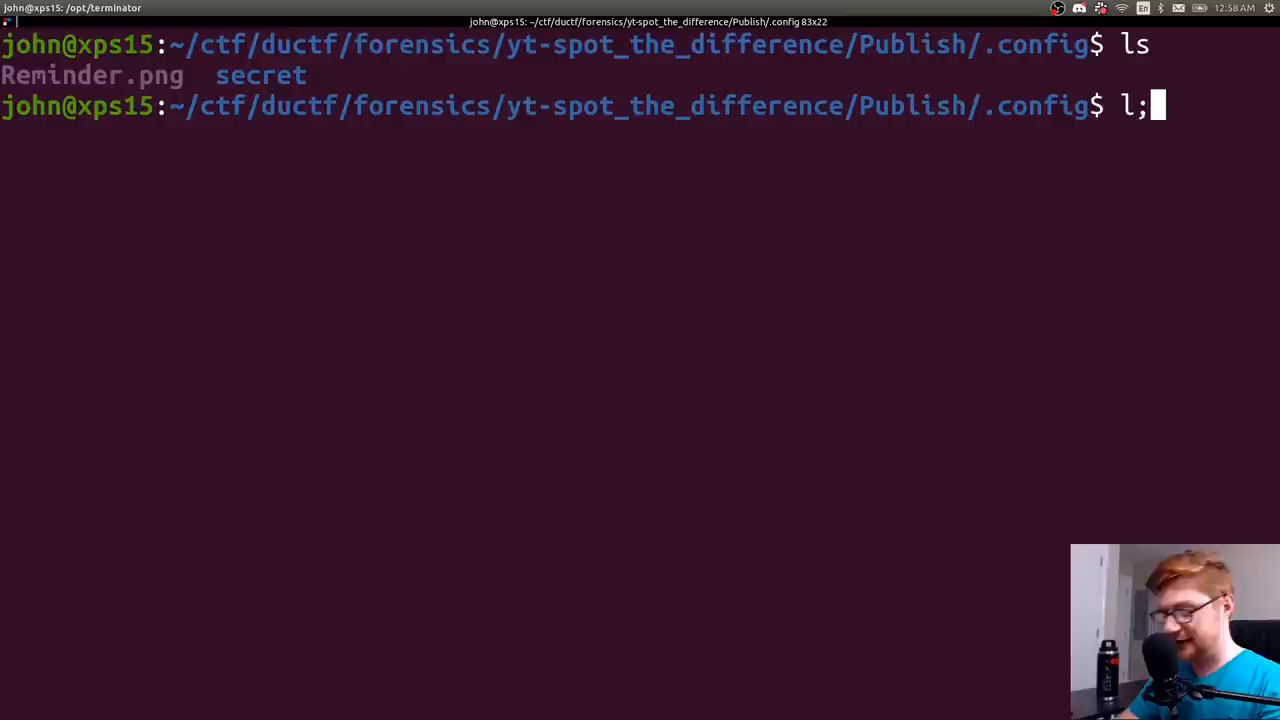 john@xps15: /opt/terminator
En
12:58 AM
john@xps15: ~/ctf/ductf/forensics/yt-spot_the_difference/Publish/.config 83x22
john@xps15:~/ctf/ductf/forensics/yt-spot_the_difference/Publish/.config$ ls
Reminder.png secret
john@xps15:~/ctf/ductf/forensics/yt-spot_the_difference/Publish/.config$ l;